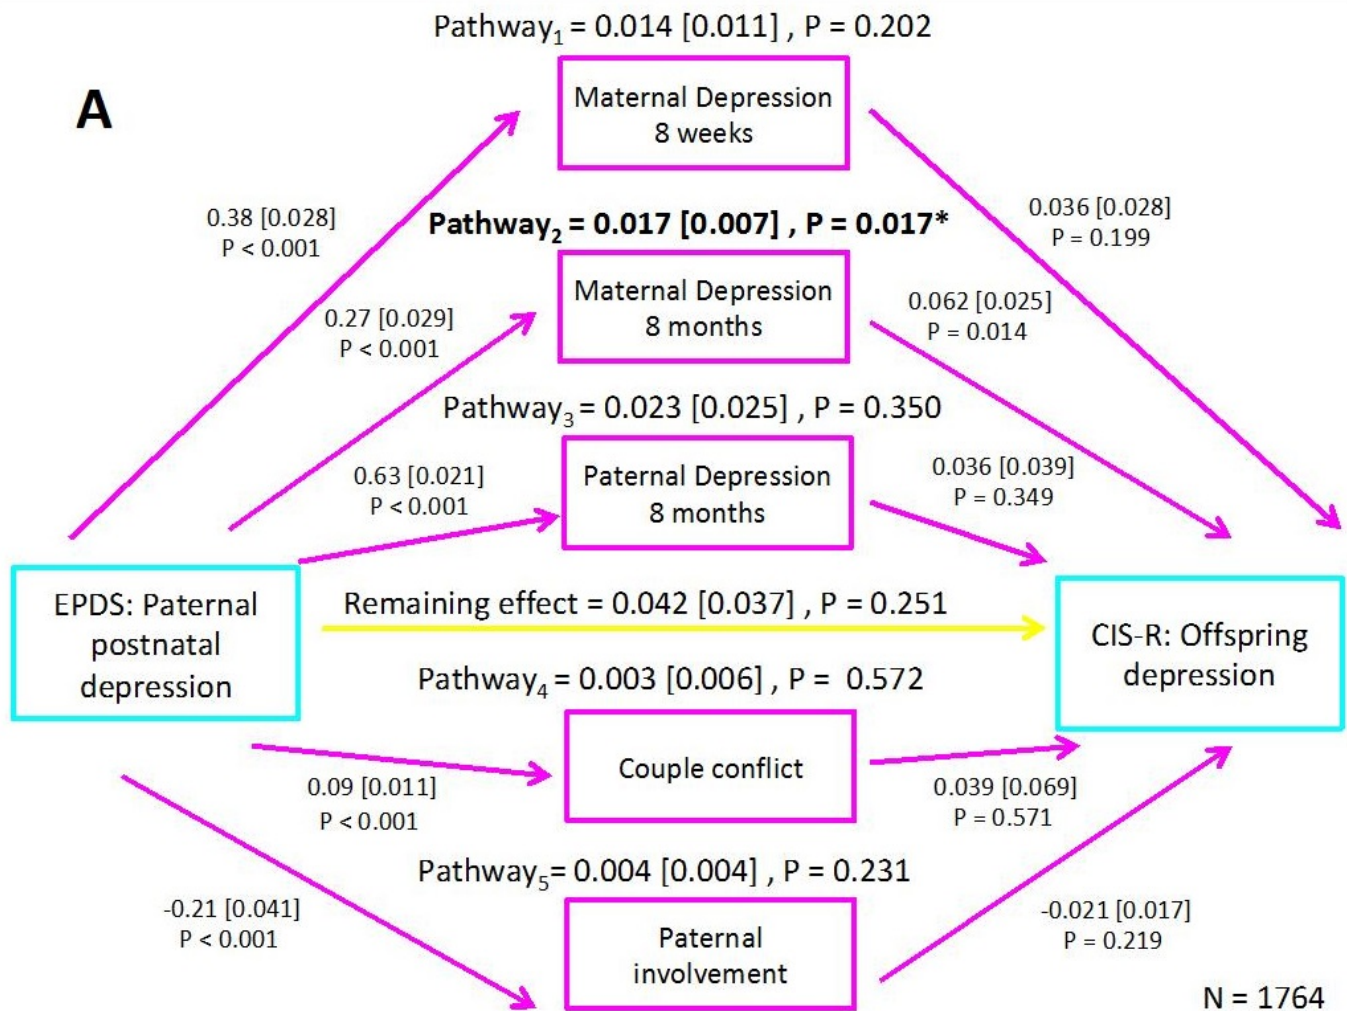 Pathway₁ = 0.014 [0.011] , P = 0.202
A
Maternal Depression
8 weeks
0.38 [0.028]
P < 0.001
0.036 [0.028]
P = 0.199
Pathway₂ = 0.017 [0.007] , P = 0.017*
Maternal Depression
8 months
0.27 [0.029]
P < 0.001
0.062 [0.025]
P = 0.014
Pathway₃ = 0.023 [0.025] , P = 0.350
Paternal Depression
8 months
0.63 [0.021]
P < 0.001
0.036 [0.039]
P = 0.349
EPDS: Paternal
postnatal
depression
Remaining effect = 0.042 [0.037] , P = 0.251
CIS-R: Offspring
depression
Pathway₄ = 0.003 [0.006] , P = 0.572
Couple conflict
0.09 [0.011]
P < 0.001
0.039 [0.069]
P = 0.571
Pathway₅= 0.004 [0.004] , P = 0.231
Paternal
involvement
-0.21 [0.041]
P < 0.001
-0.021 [0.017]
P = 0.219
N = 1764